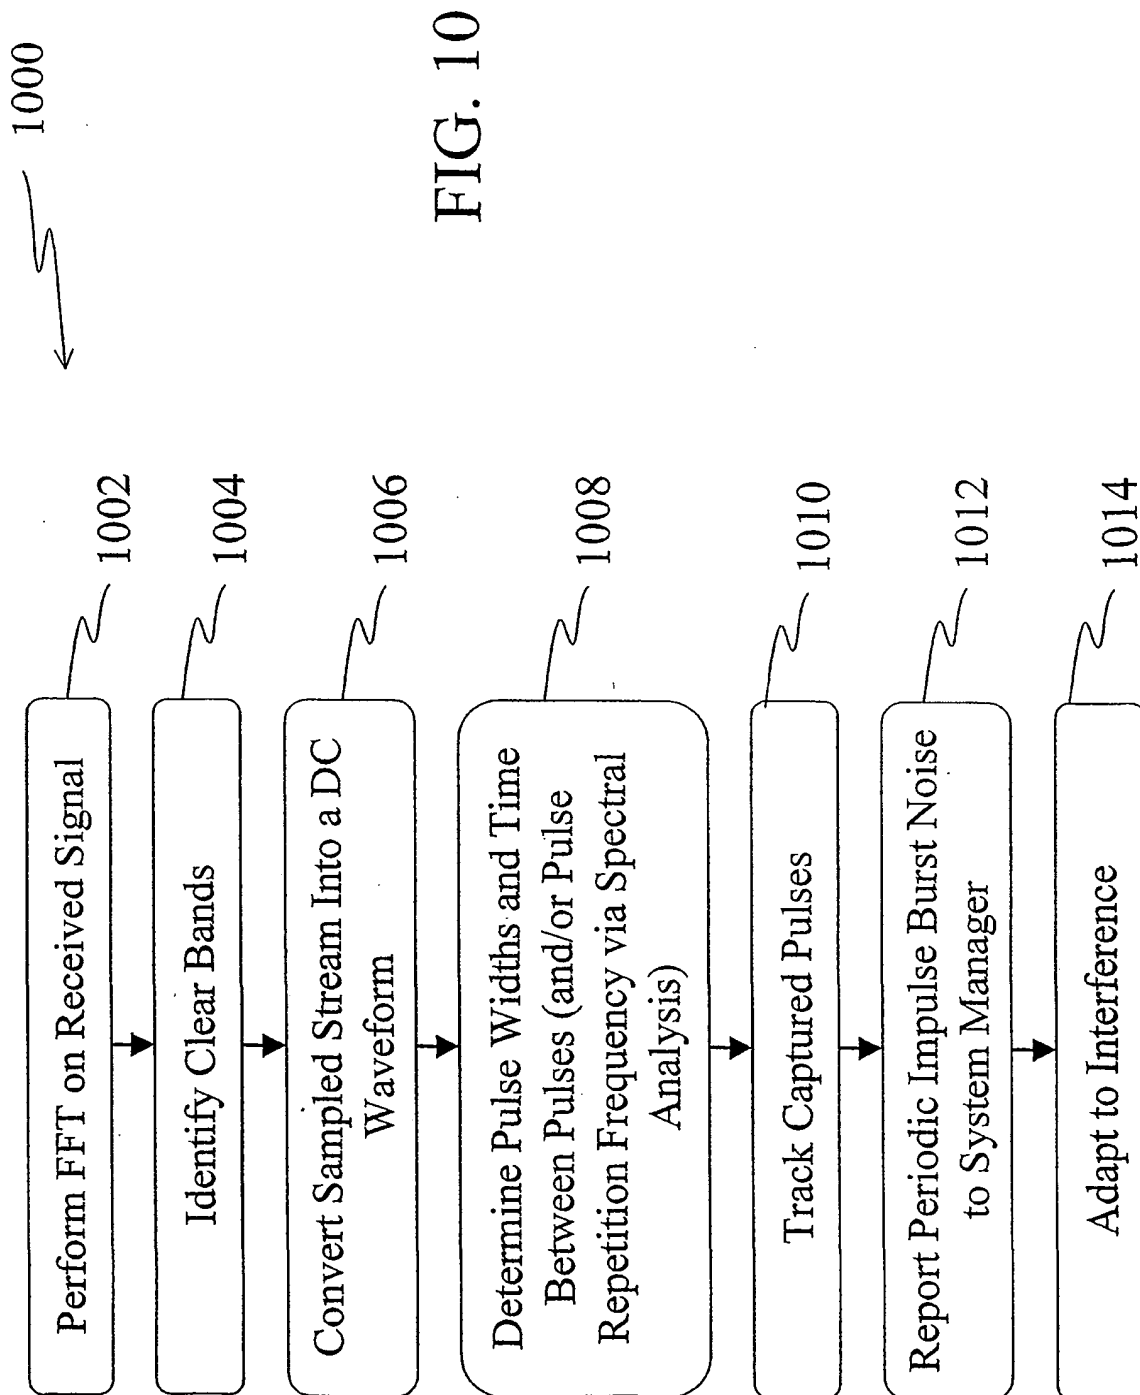 1000
Perform FFT on Received Signal
1002
Identify Clear Bands
1004
Convert Sampled Stream Into a DC
Waveform
1006
Determine Pulse Widths and Time
Between Pulses (and/or Pulse
Repetition Frequency via Spectral
Analysis)
1008
Track Captured Pulses
1010
Report Periodic Impulse Burst Noise
to System Manager
1012
Adapt to Interference
1014
FIG. 10